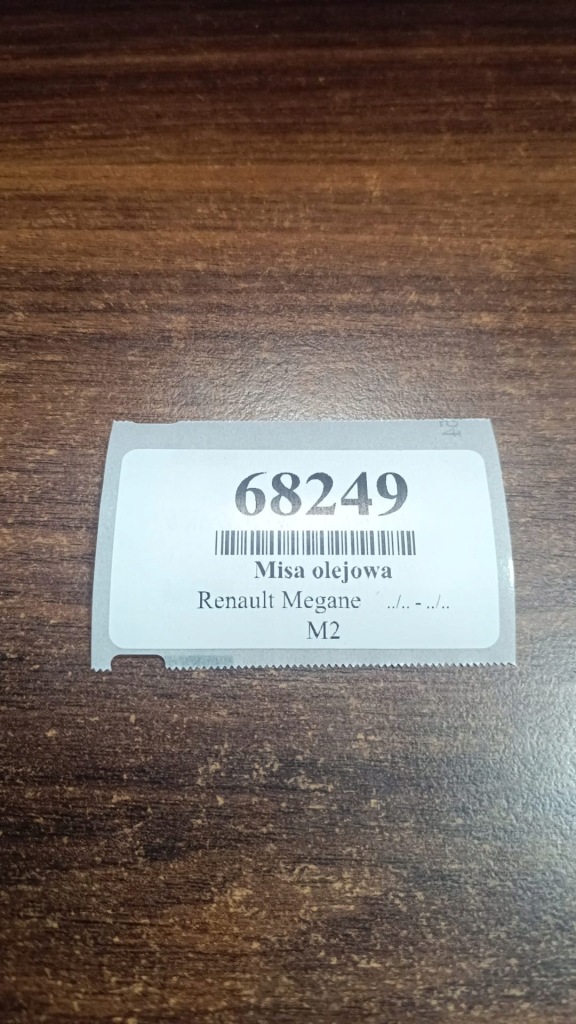 68249
Misa olejowa
Renault Megane ../.. - ../..
M2